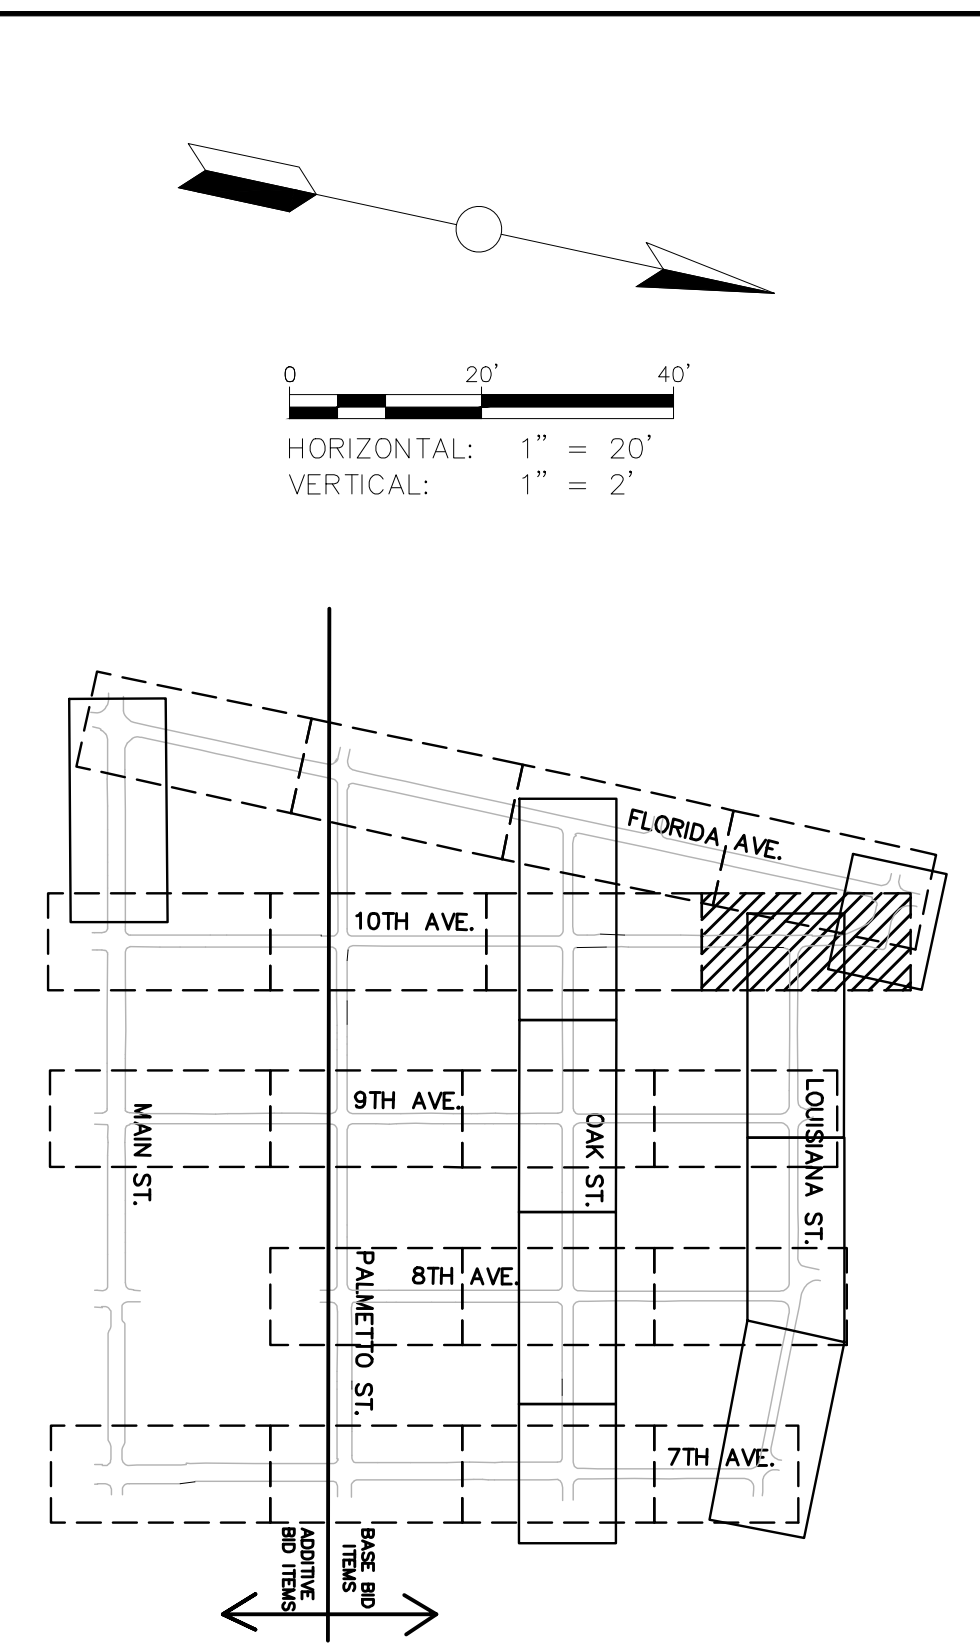 0 20' 40'
HORIZONTAL: 1" = 20'
VERTICAL: 1" = 2'
FLORIDA AVE.
10TH AVE.
9TH AVE.
MAIN ST.
OAK ST.
LOUISIANA ST.
8TH AVE.
PALMETTO ST.
7TH AVE.
ADDITIVE
BID ITEMS
BASE BID
ITEMS